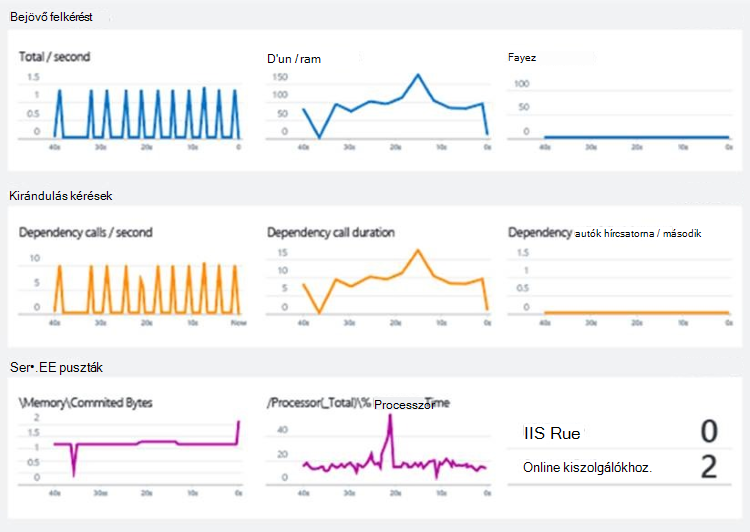 Bejövő felkérést
Total / second
1.5
1
0.5
0
40s 30s 20s 10s 0
D'un / ram
150
100
50
0
40s 30s 20s 10s 0s
Fayez
100
50
0
40s 30s 20s 10s 0s
Kirándulás kérések
Dependency calls / second
10
5
0
40s 30s 20s 10s Now
Dependency call duration
15
10
5
0
40s 30s 20s 10s 0s
Dependency autók hírcsatorna / második
1.5
1
0.5
0
40s 30s 20s 10s 0s
Ser•.EE puszták
\Memory\Commited Bytes
2
1.5
1
0.5
0
40s 30s 20s 10s 0s
/Processor(_Total)\% Processzor Time
40
20
0
40s 30s 20s 10s 0s
IIS Rue 0
Online kiszolgálókhoz. 2